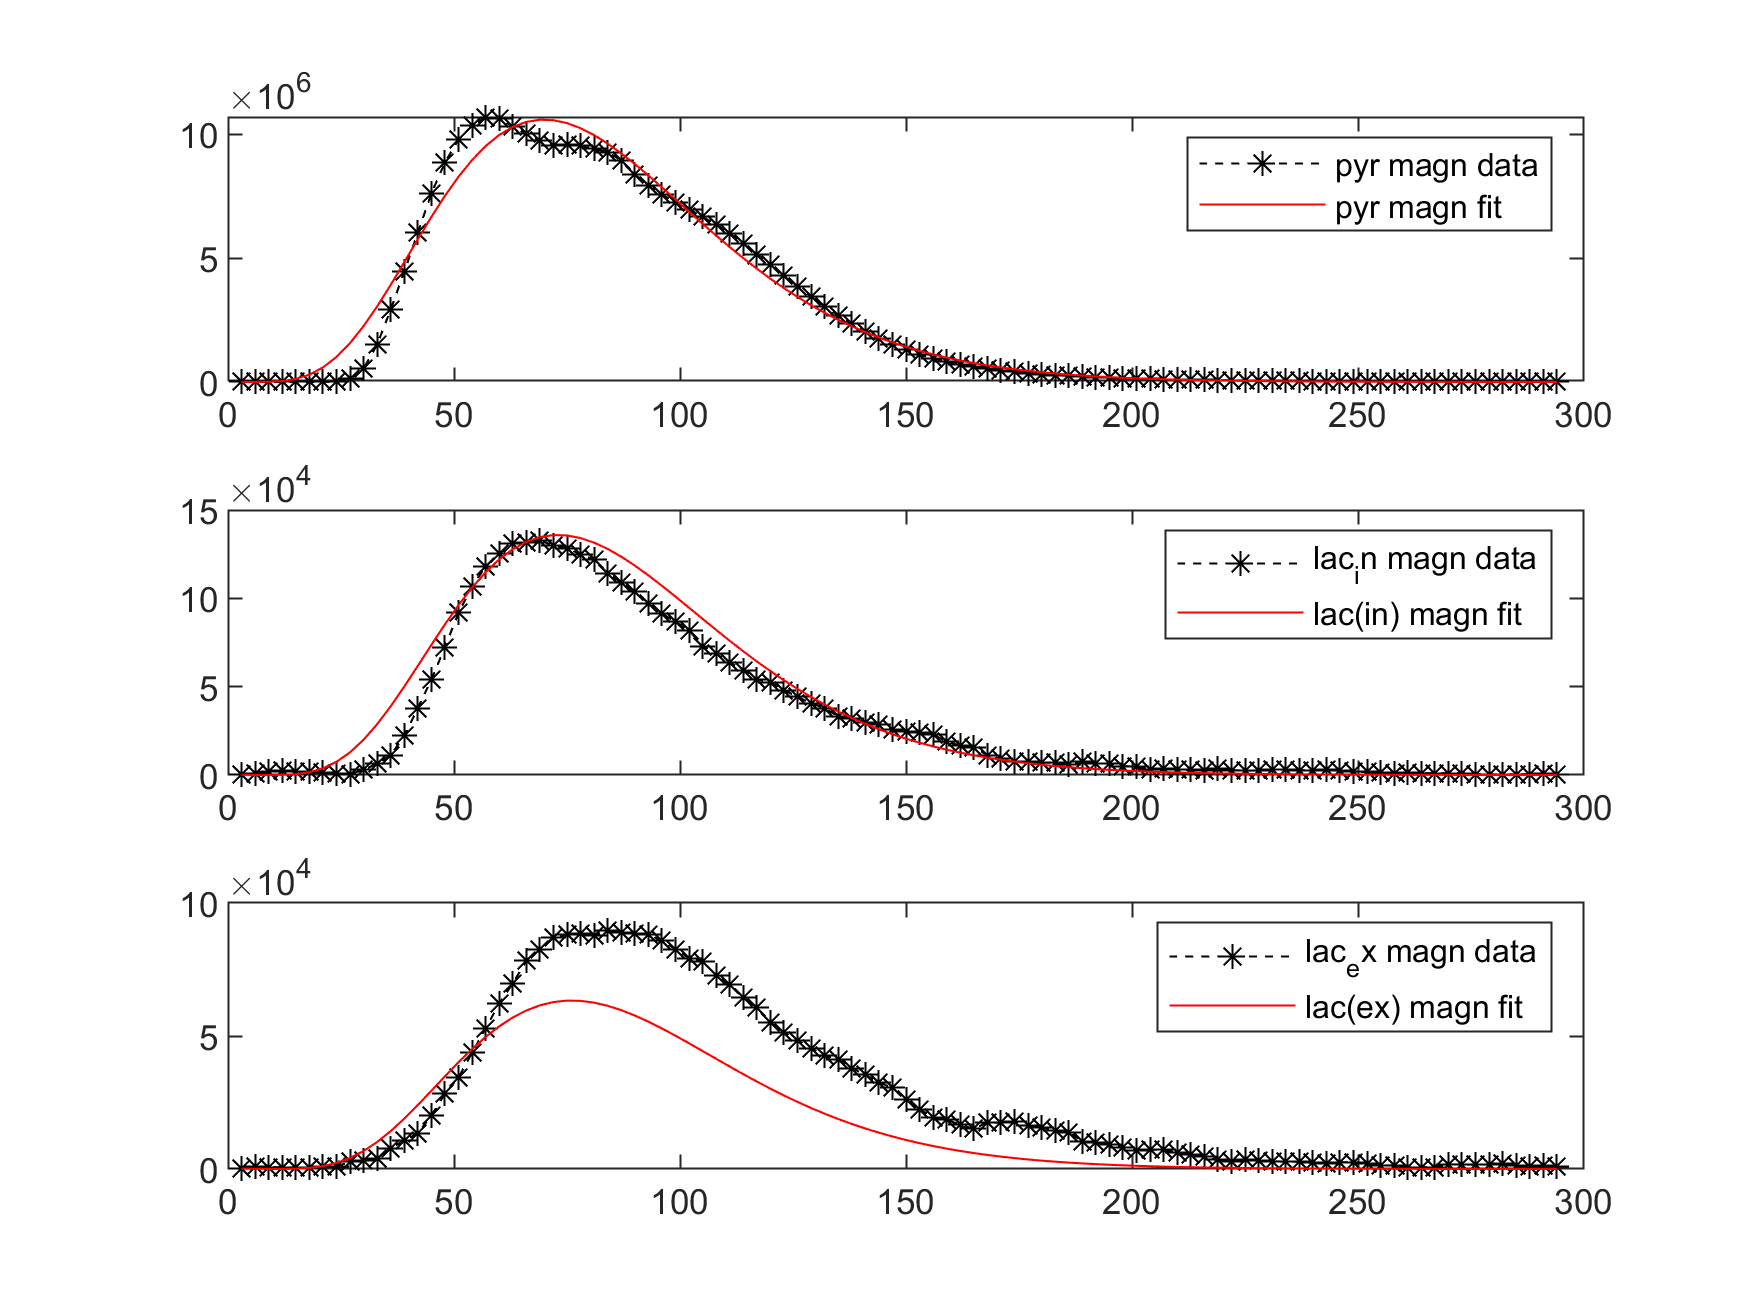 ×10^6
10
5
0
0 50 100 150 200 250 300
pyr magn data
pyr magn fit
×10^4
15
10
5
0
0 50 100 150 200 250 300
lac_in magn data
lac(in) magn fit
×10^4
10
5
0
0 50 100 150 200 250 300
lac_ex magn data
lac(ex) magn fit